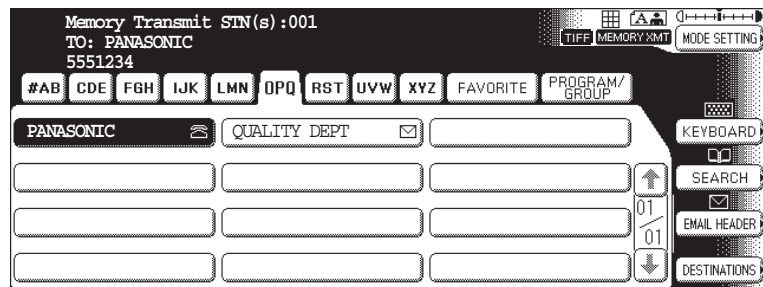 Memory Transmit STN(s):001
TO: PANASONIC
5551234
TIFF MEMORY XMT MODE SETTING
#AB CDE FGH IJK LMN OPQ RST UVW XYZ FAVORITE PROGRAM/
GROUP
PANASONIC QUALITY DEPT
KEYBOARD
SEARCH
01
/
01
EMAIL HEADER
DESTINATIONS